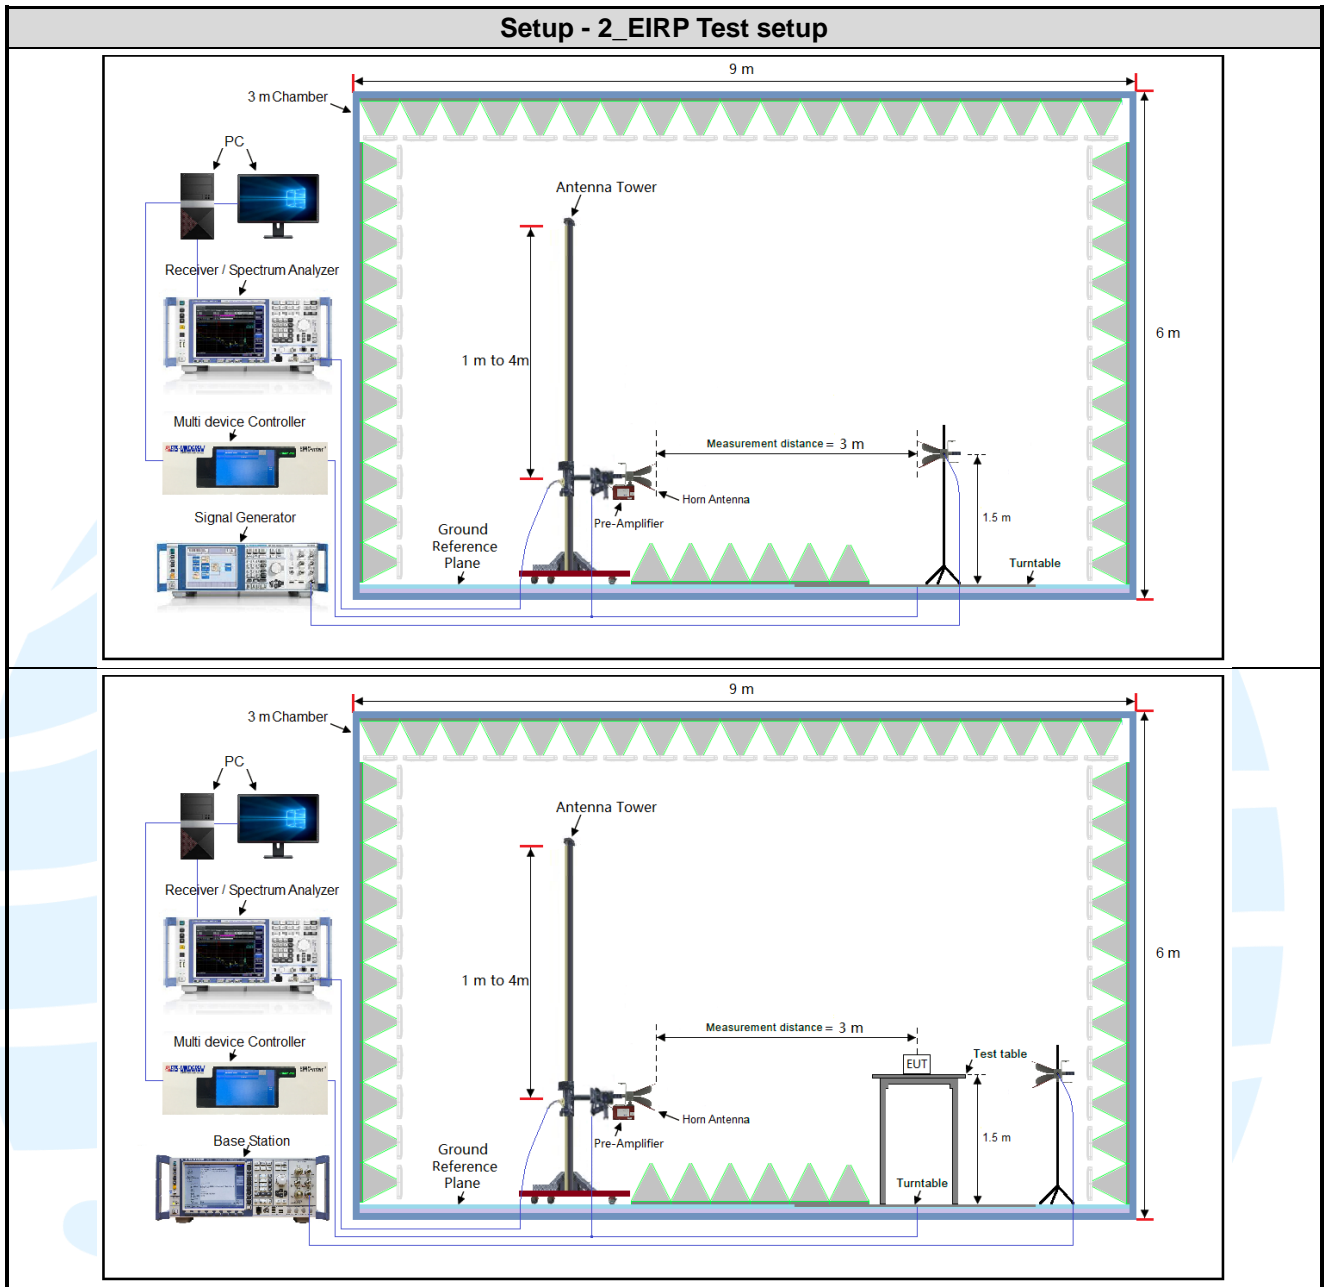 Setup - 2_EIRP Test setup
9 m
3 m Chamber
PC
Antenna Tower
Receiver / Spectrum Analyzer
6 m
1 m to 4m
Multi device Controller
Measurement distance = 3 m
Horn Antenna
Signal Generator
1.5 m
Pre-Amplifier
Ground
Reference
Plane
Turntable
9 m
3 m Chamber
PC
Antenna Tower
Receiver / Spectrum Analyzer
6 m
1 m to 4m
Measurement distance = 3 m
Multi device Controller
Test table
EUT
Horn Antenna
Base Station
Pre-Amplifier
1.5 m
Ground
Reference
Plane
Turntable